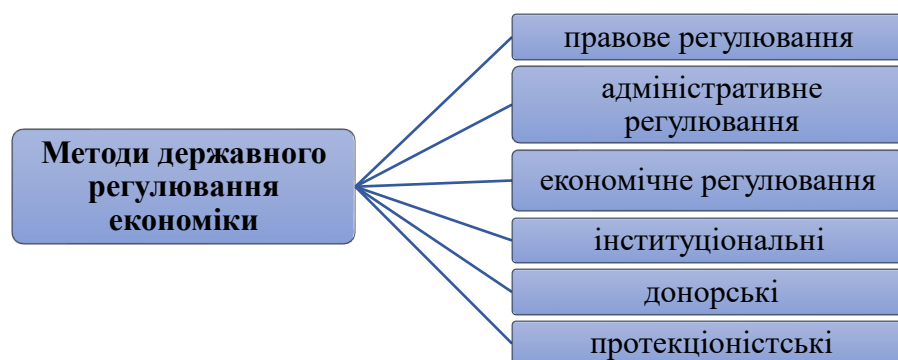 Методи державного
регулювання
економіки
правове регулювання
адміністративне
регулювання
економічне регулювання
інституціональні
донорські
протекціоністські